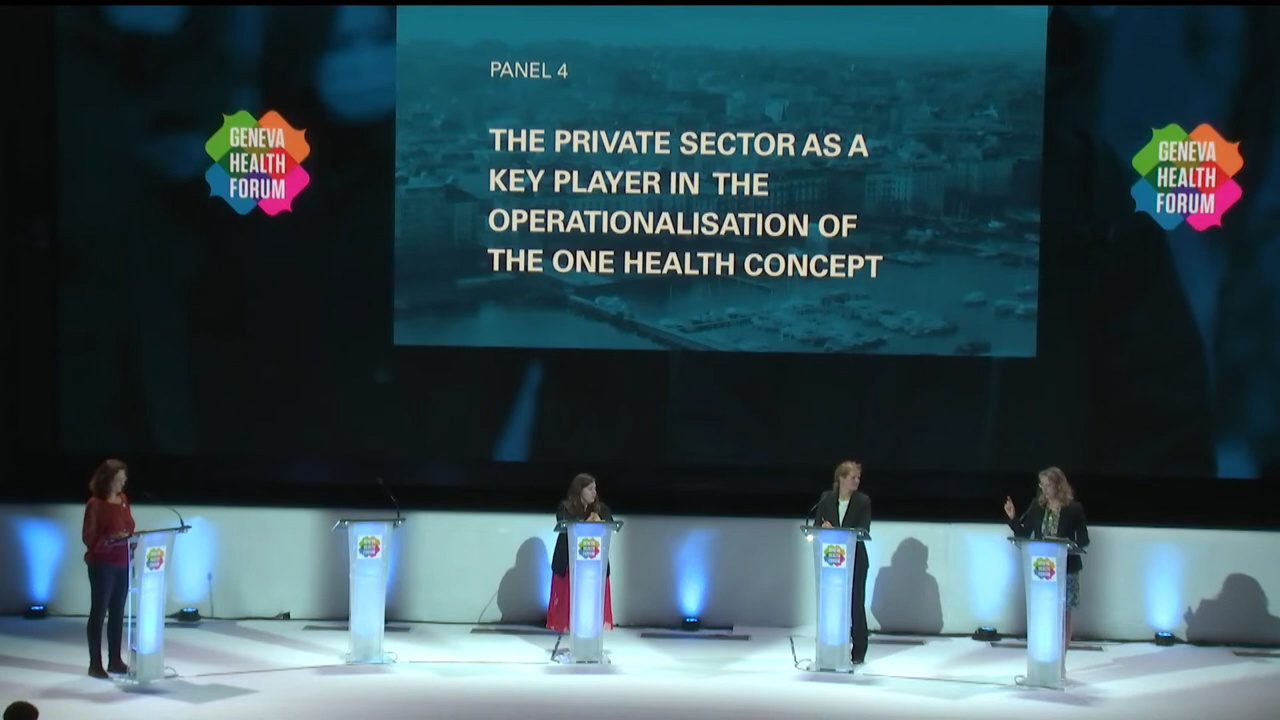 PANEL 4
THE PRIVATE SECTOR AS A
KEY PLAYER IN THE
OPERATIONALISATION OF
THE ONE HEALTH CONCEPT
GENEVA
HEALTH
FORUM
GENEVA
HEALTH
FORUM